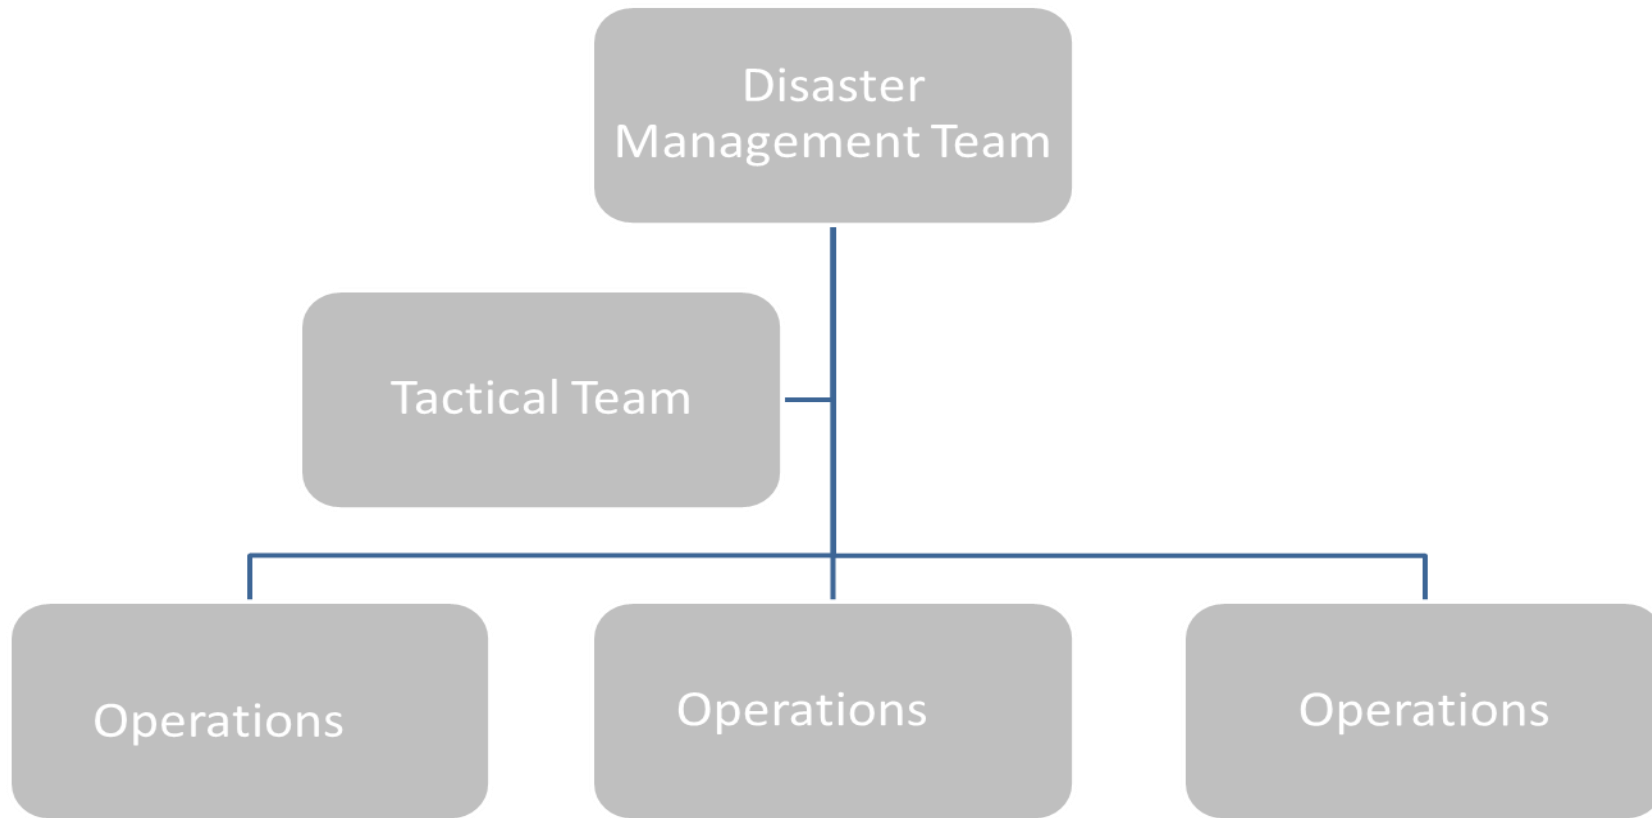 Disaster
Management Team
Tactical Team
Operations
Operations
Operations